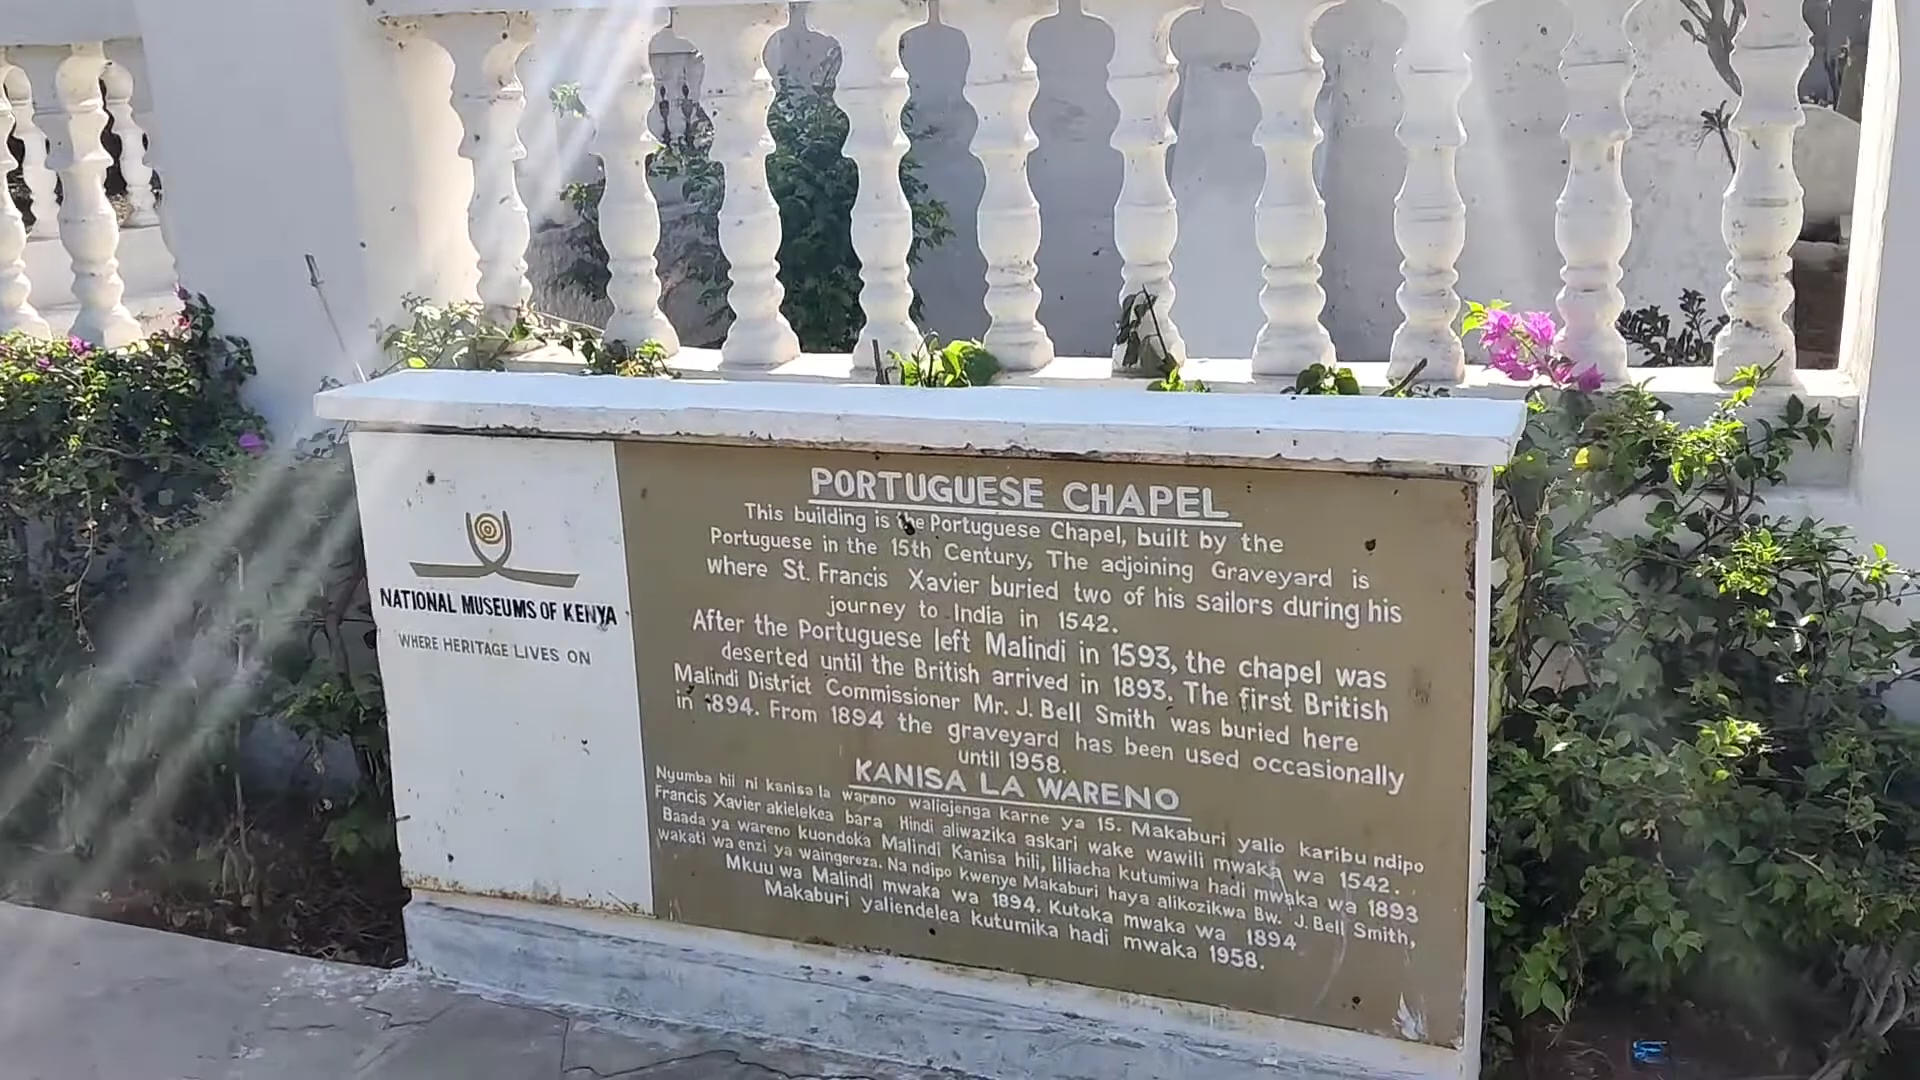 NATIONAL MUSEUMS OF KENYA
WHERE HERITAGE LIVES ON
PORTUGUESE CHAPEL
This building is the Portuguese Chapel, built by the
Portuguese in the 15th Century, The adjoining Graveyard is
where St. Francis Xavier buried two of his sailors during his
journey to India in 1542.
After the Portuguese left Malindi in 1593, the chapel was
deserted until the British arrived in 1893. The first British
Malindi District Commissioner Mr. J. Bell Smith was buried here
in 1894. From 1894 the graveyard has been used occasionally
until 1958.
KANISA LA WARENO
Nyumba hii ni kanisa la wareno waliojenga karne ya 15. Makaburi yalio karibu ndipo
Francis Xavier akielekea bara Hindi aliwazika askari wake wawili mwaka wa 1542.
Baada ya wareno kuondoka Malindi Kanisa hili, liliacha kutumiwa hadi mwaka wa 1893
wakati wa enzi ya waingereza. Na ndipo kwenye Makaburi haya alikozikwa Bw. J. Bell Smith,
Mkuu wa Malindi mwaka wa 1894. Kutoka mwaka wa 1894
Makaburi yaliendelea kutumika hadi mwaka 1958.